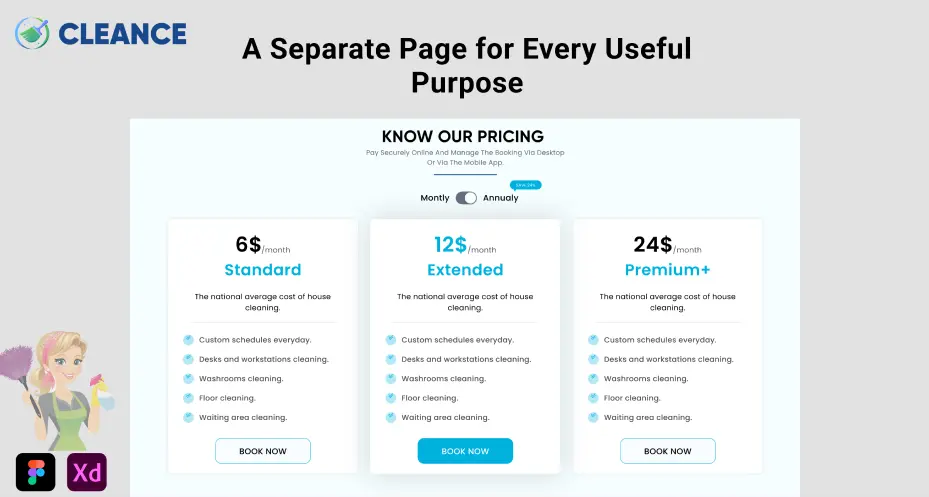 CLEANCE
A Separate Page for Every Useful
Purpose
KNOW OUR PRICING
Pay Securely Online And Manage The Booking Via Desktop
Or Via The Mobile App.
Montly
Annualy
6$/month
Standard
The national average cost of house
cleaning.
Custom schedules everyday.
Desks and workstations cleaning.
Washrooms cleaning.
Floor cleaning.
Waiting area cleaning.
BOOK NOW
12$/month
Extended
The national average cost of house
cleaning.
Custom schedules everyday.
Desks and workstations cleaning.
Washrooms cleaning.
Floor cleaning.
Waiting area cleaning.
BOOK NOW
24$/month
Premium+
The national average cost of house
cleaning.
Custom schedules everyday.
Desks and workstations cleaning.
Washrooms cleaning.
Floor cleaning.
Waiting area cleaning.
BOOK NOW
Xd